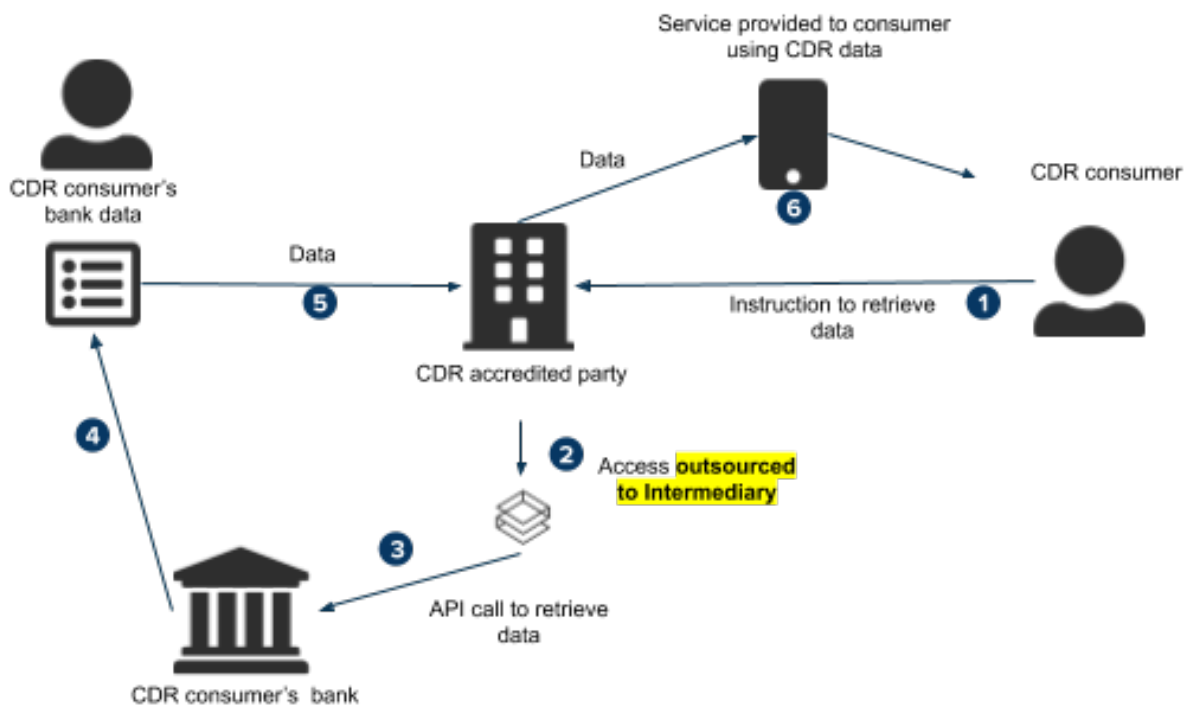 Service provided to consumer
using CDR data
CDR consumer's
bank data
Data
CDR consumer
6
Data
5
Instruction to retrieve
data
1
CDR accredited party
4
2
Access outsourced
to Intermediary
3
API call to retrieve
data
CDR consumer's bank